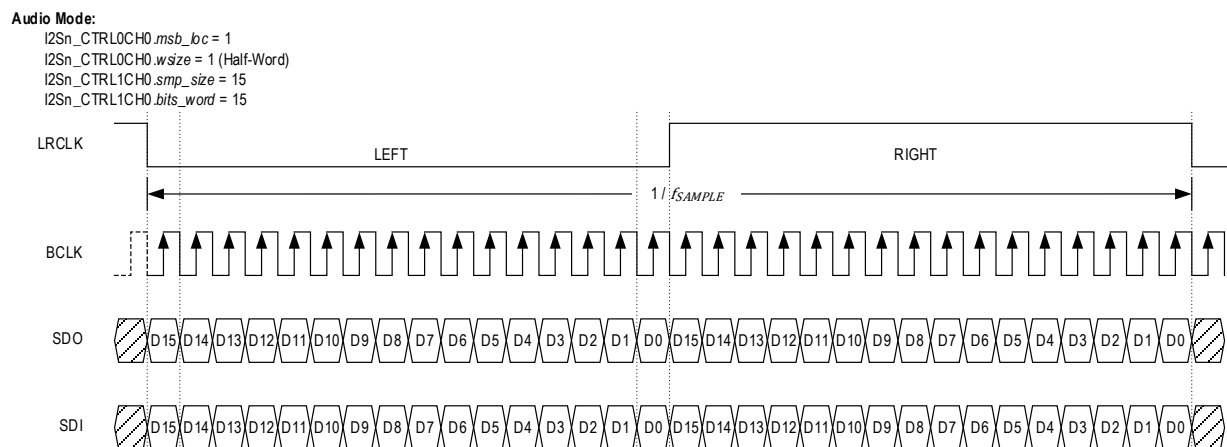 Audio Mode:
I2Sn_CTRL0CH0.msb_loc = 1
I2Sn_CTRL0CH0.wsize = 1 (Half-Word)
I2Sn_CTRL1CH0.smp_size = 15
I2Sn_CTRL1CH0.bits_word = 15
LRCLK LEFT RIGHT
1 / fSAMPLE
BCLK
SDO D15 D14 D13 D12 D11 D10 D9 D8 D7 D6 D5 D4 D3 D2 D1 D0 D15 D14 D13 D12 D11 D10 D9 D8 D7 D6 D5 D4 D3 D2 D1 D0
SDI D15 D14 D13 D12 D11 D10 D9 D8 D7 D6 D5 D4 D3 D2 D1 D0 D15 D14 D13 D12 D11 D10 D9 D8 D7 D6 D5 D4 D3 D2 D1 D0